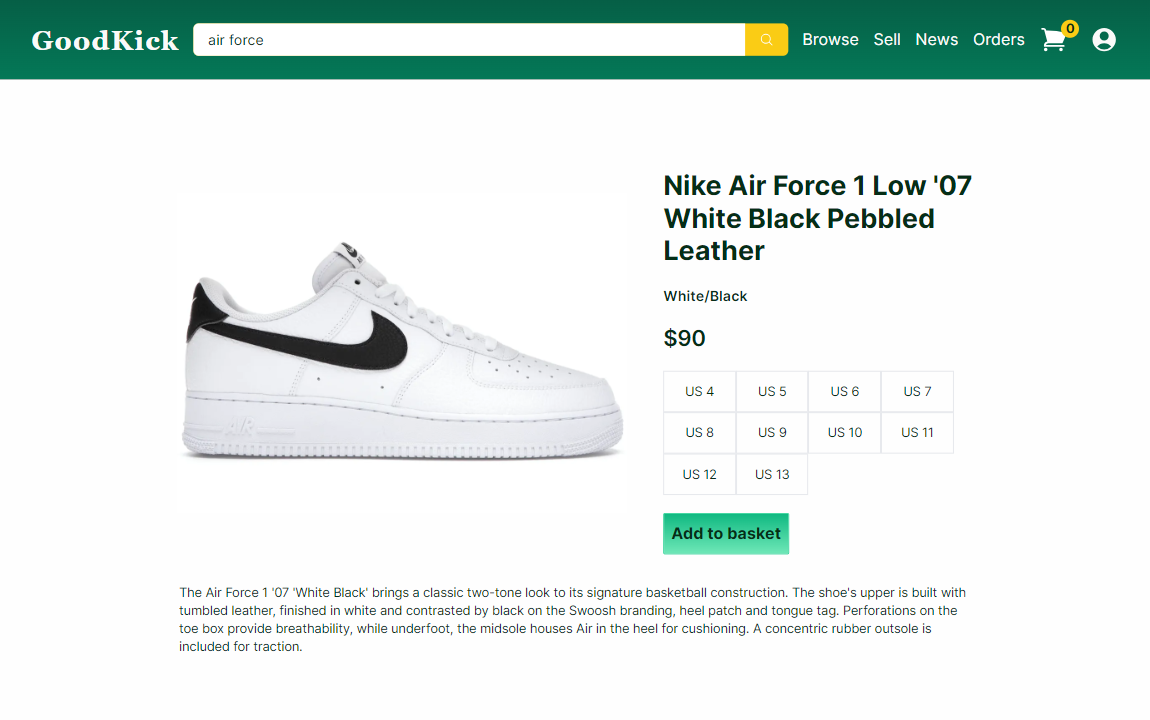 GoodKick
air force
Browse Sell News Orders 0
Nike Air Force 1 Low '07
White Black Pebbled
Leather
White/Black
$90
US 4 US 5 US 6 US 7
US 8 US 9 US 10 US 11
US 12 US 13
Add to basket
AIR
The Air Force 1 '07 'White Black' brings a classic two-tone look to its signature basketball construction. The shoe's upper is built with
tumbled leather, finished in white and contrasted by black on the Swoosh branding, heel patch and tongue tag. Perforations on the
toe box provide breathability, while underfoot, the midsole houses Air in the heel for cushioning. A concentric rubber outsole is
included for traction.